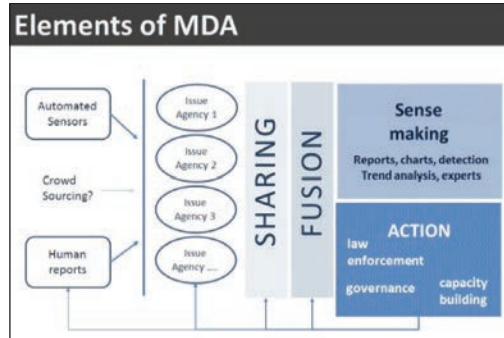 Elements of MDA
Automated
Sensors
Crowd
Sourcing?
Human
reports
Issue
Agency 1
Issue
Agency 2
Issue
Agency 3
Issue
Agency .....
SHARING
FUSION
Sense
making
Reports, charts, detection
Trend analysis, experts
ACTION
law
enforcement
governance
capacity
building